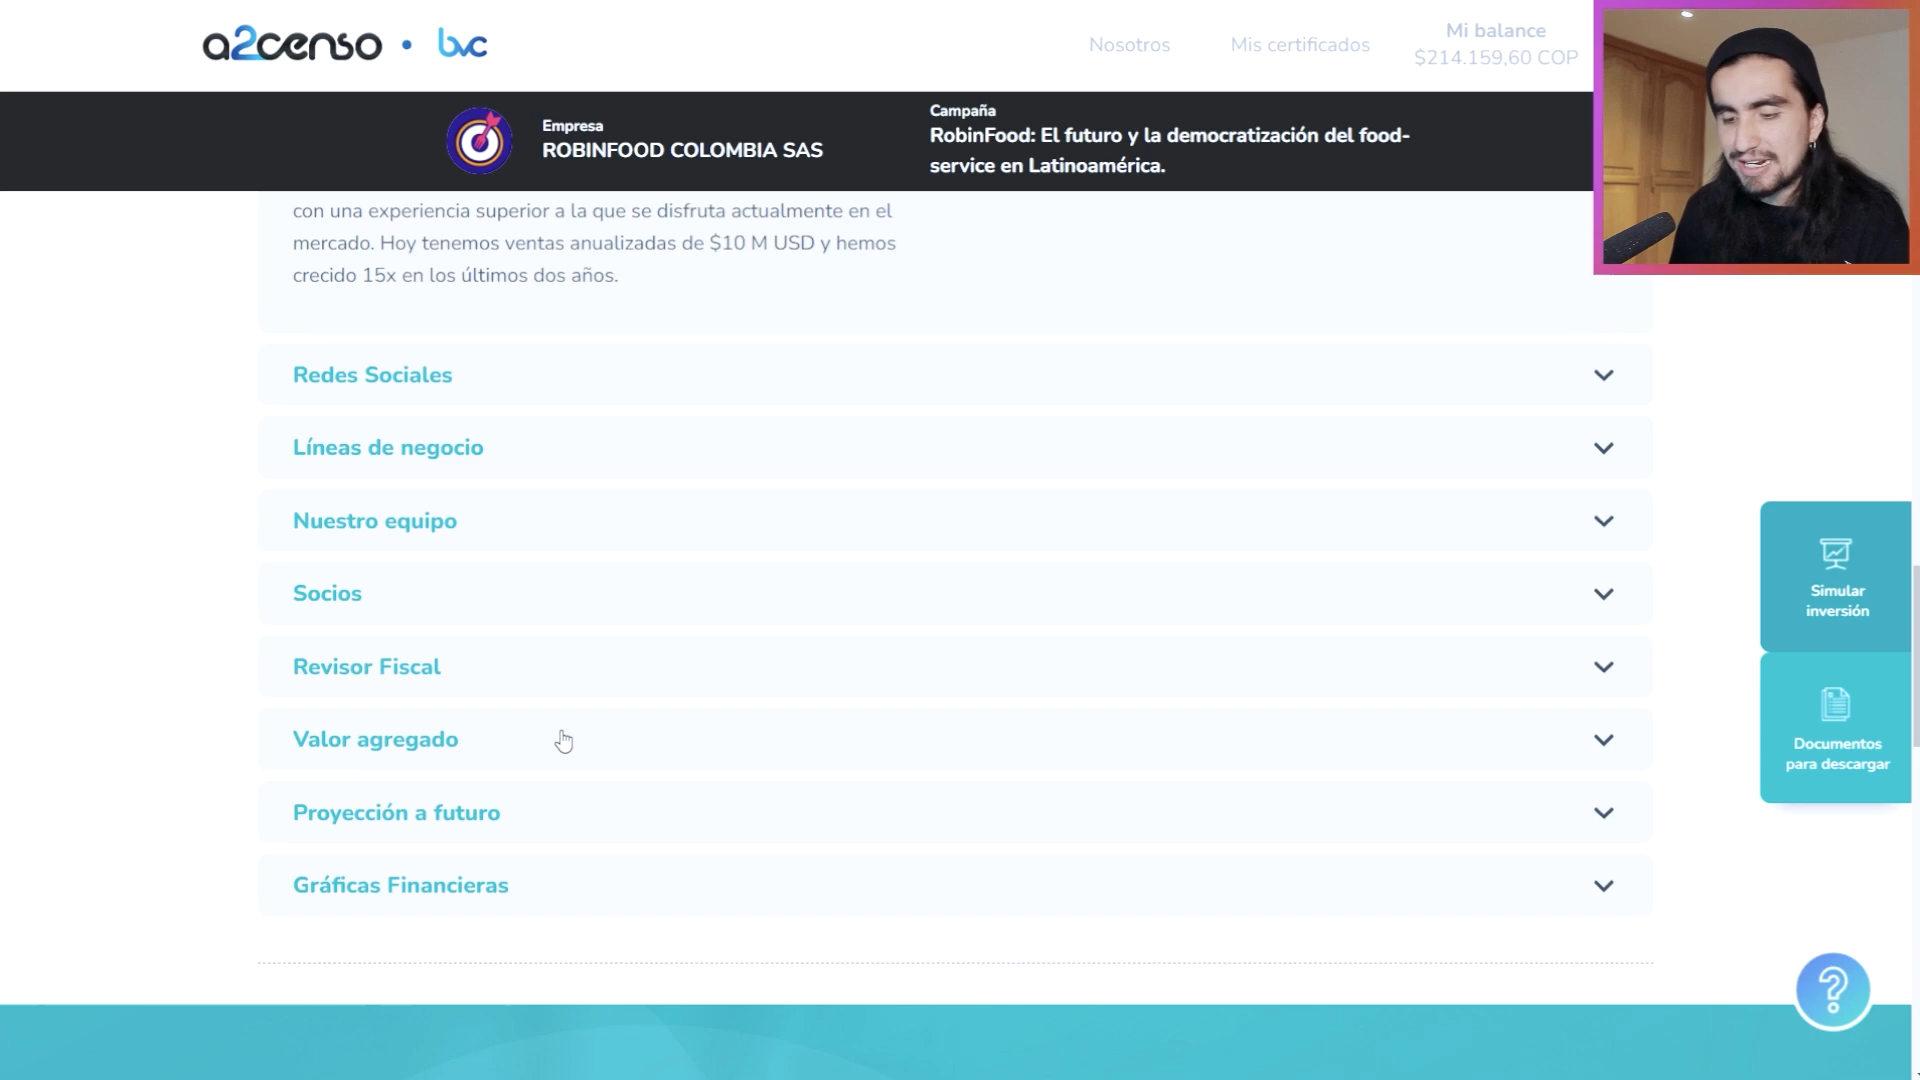 a2censo • bvc
Nosotros
Mis certificados
Mi balance
$214.159,60 COP
Empresa
ROBINFOOD COLOMBIA SAS
Campaña
RobinFood: El futuro y la democratización del food-
service en Latinoamérica.
con una experiencia superior a la que se disfruta actualmente en el
mercado. Hoy tenemos ventas anualizadas de $10 M USD y hemos
crecido 15x en los últimos dos años.
Redes Sociales
Líneas de negocio
Nuestro equipo
Socios
Revisor Fiscal
Valor agregado
Proyección a futuro
Gráficas Financieras
Simular
inversión
Documentos
para descargar
?